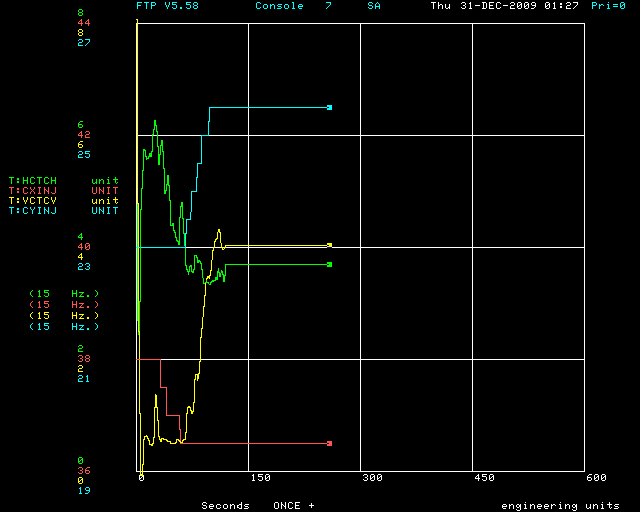 FTP V5.58 Console 7 SA Thu 31-DEC-2009 01:27 Pri=0
8
44
8
27
6
42
6
25
T:HCTCH unit
T:CXINJ UNIT
T:VCTCV unit
T:CYINJ UNIT
4
40
4
23
(15 Hz.)
(15 Hz.)
(15 Hz.)
(15 Hz.)
2
38
2
21
0
36
0
19
0 150 300 450 600
Seconds ONCE + engineering units